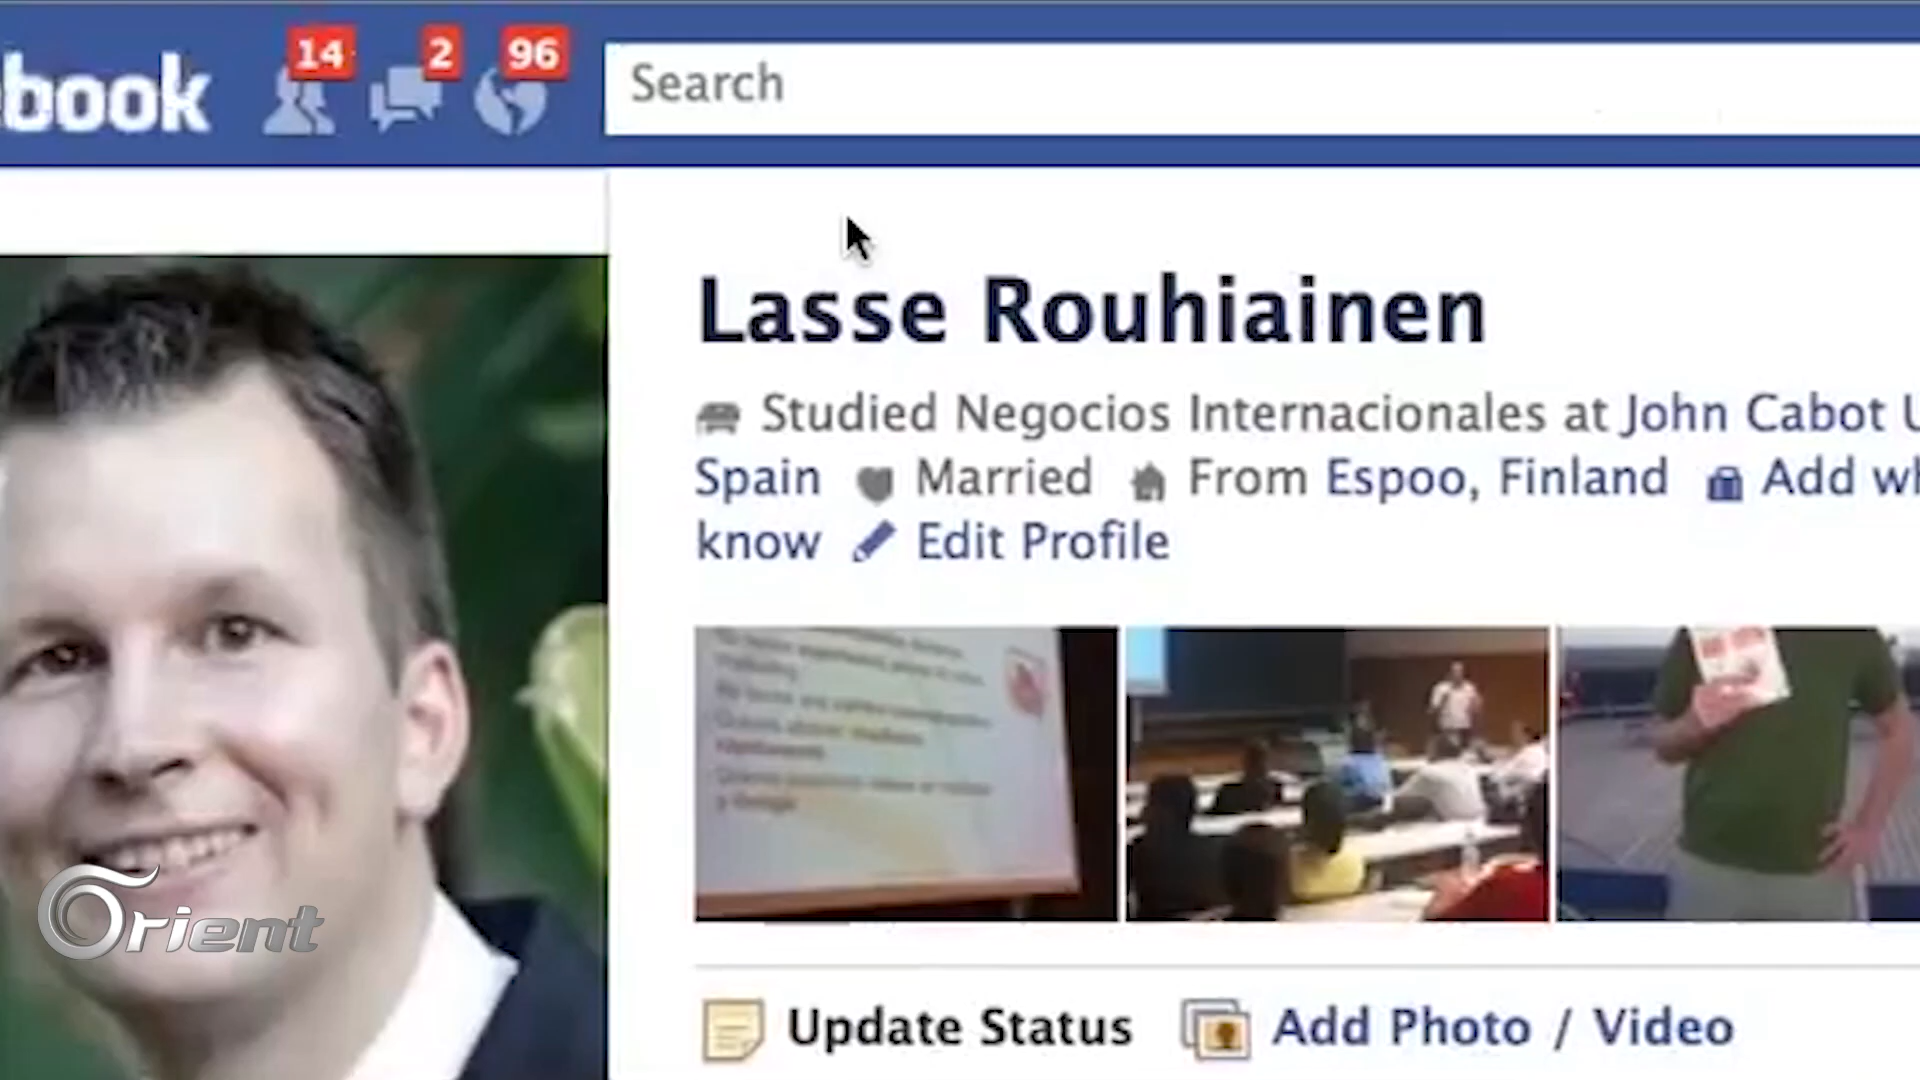 book
14
2
96
Search
Lasse Rouhiainen
Studied Negocios Internacionales at John Cabot U
Spain Married From Espoo, Finland Add wh
know Edit Profile
Orient
Update Status Add Photo / Video